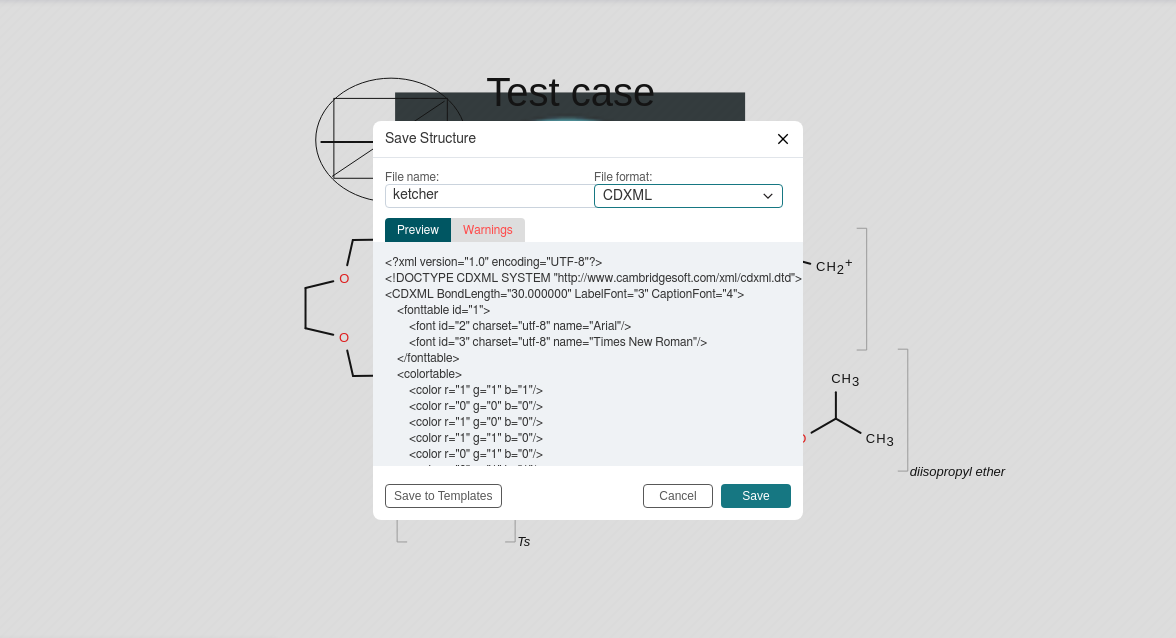 Test case
Save Structure
File name:
File format:
ketcher
CDXML
Preview
Warnings
<?xml version="1.0" encoding="UTF-8"?>
<!DOCTYPE CDXML SYSTEM "http://www.cambridgesoft.com/xml/cdxml.dtd">
<CDXML BondLength="30.000000" LabelFont="3" CaptionFont="4">
<fonttable id="1">
<font id="2" charset="utf-8" name="Arial"/>
<font id="3" charset="utf-8" name="Times New Roman"/>
</fonttable>
<colortable>
<color r="1" g="1" b="1"/>
<color r="0" g="0" b="0"/>
<color r="1" g="0" b="0"/>
<color r="1" g="1" b="0"/>
<color r="0" g="1" b="0"/>
Save to Templates
Cancel
Save
O
O
CH2+
CH3
CH3
diisopropyl ether
Ts